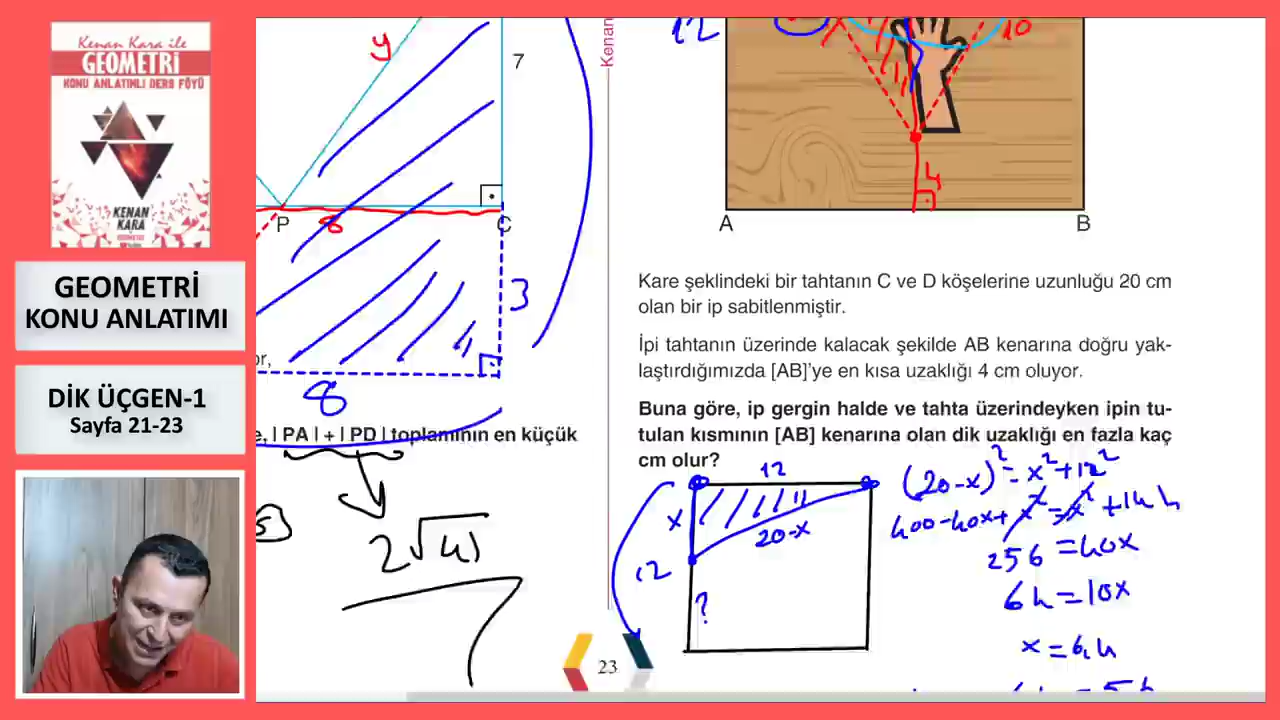 Kenan Kara ile
GEOMETRİ
KONU ANLATIMLI DERS FÖYÜ
KENAN
KARA
GEOMETRİ
KONU ANLATIMI
DİK ÜÇGEN-1
Sayfa 21-23
y
7
P
8
C
3
8
or,
e, | PA | + | PD | toplamının en küçük
2√41
Kenan
12
10
4
A
B
Kare şeklindeki bir tahtanın C ve D köşelerine uzunluğu 20 cm
olan bir ip sabitlenmiştir.
İpi tahtanın üzerinde kalacak şekilde AB kenarına doğru yak-
laştırdığımızda [AB]'ye en kısa uzaklığı 4 cm oluyor.
Buna göre, ip gergin halde ve tahta üzerindeyken ipin tu-
tulan kısmının [AB] kenarına olan dik uzaklığı en fazla kaç
cm olur?
12
x
20-x
12
?
(20-x)² = x² + 12²
400-40x+x² = x² + 144
256 = 40x
64 = 10x
x = 6,4
23